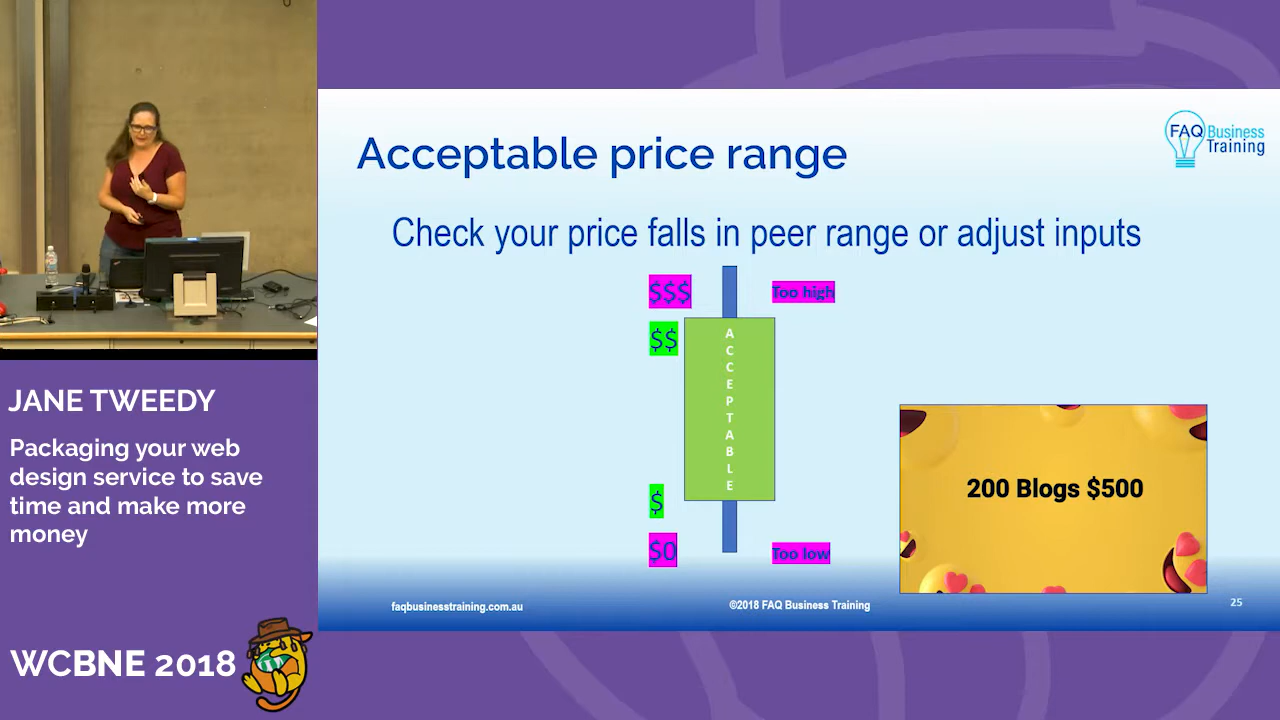 Acceptable price range
FAQ Business
Training
Check your price falls in peer range or adjust inputs
$$$
Too high
$$
A
C
C
E
P
T
A
B
L
E
$
$0
Too low
200 Blogs $500
faqbusinesstraining.com.au
©2018 FAQ Business Training
25
JANE TWEEDY
Packaging your web
design service to save
time and make more
money
WCBNE 2018